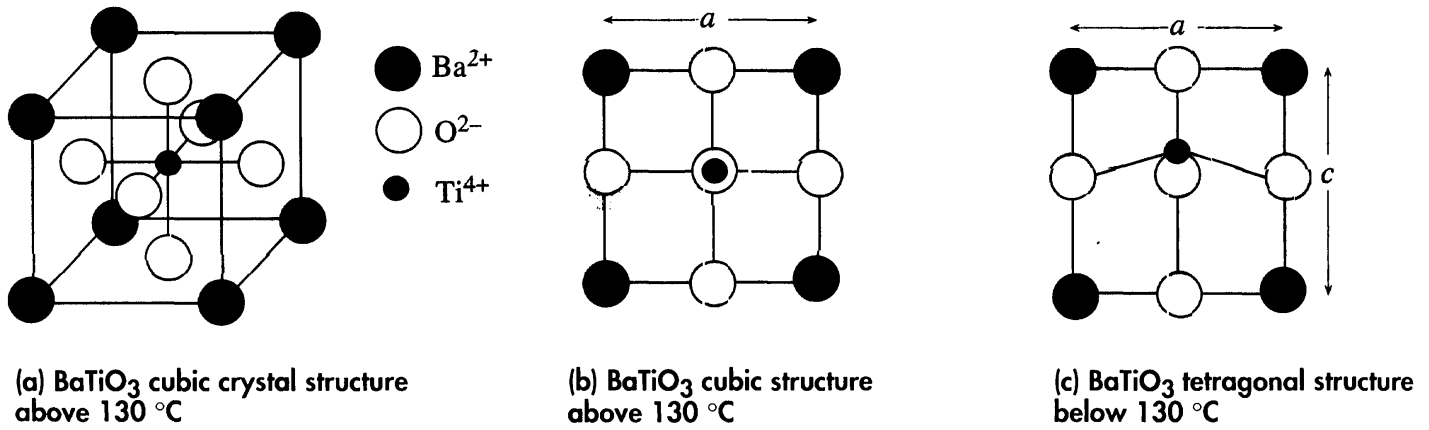 a
a
Ba²⁺
O²⁻
Ti⁴⁺
c
(a) BaTiO₃ cubic crystal structure
above 130 °C
(b) BaTiO₃ cubic structure
above 130 °C
(c) BaTiO₃ tetragonal structure
below 130 °C